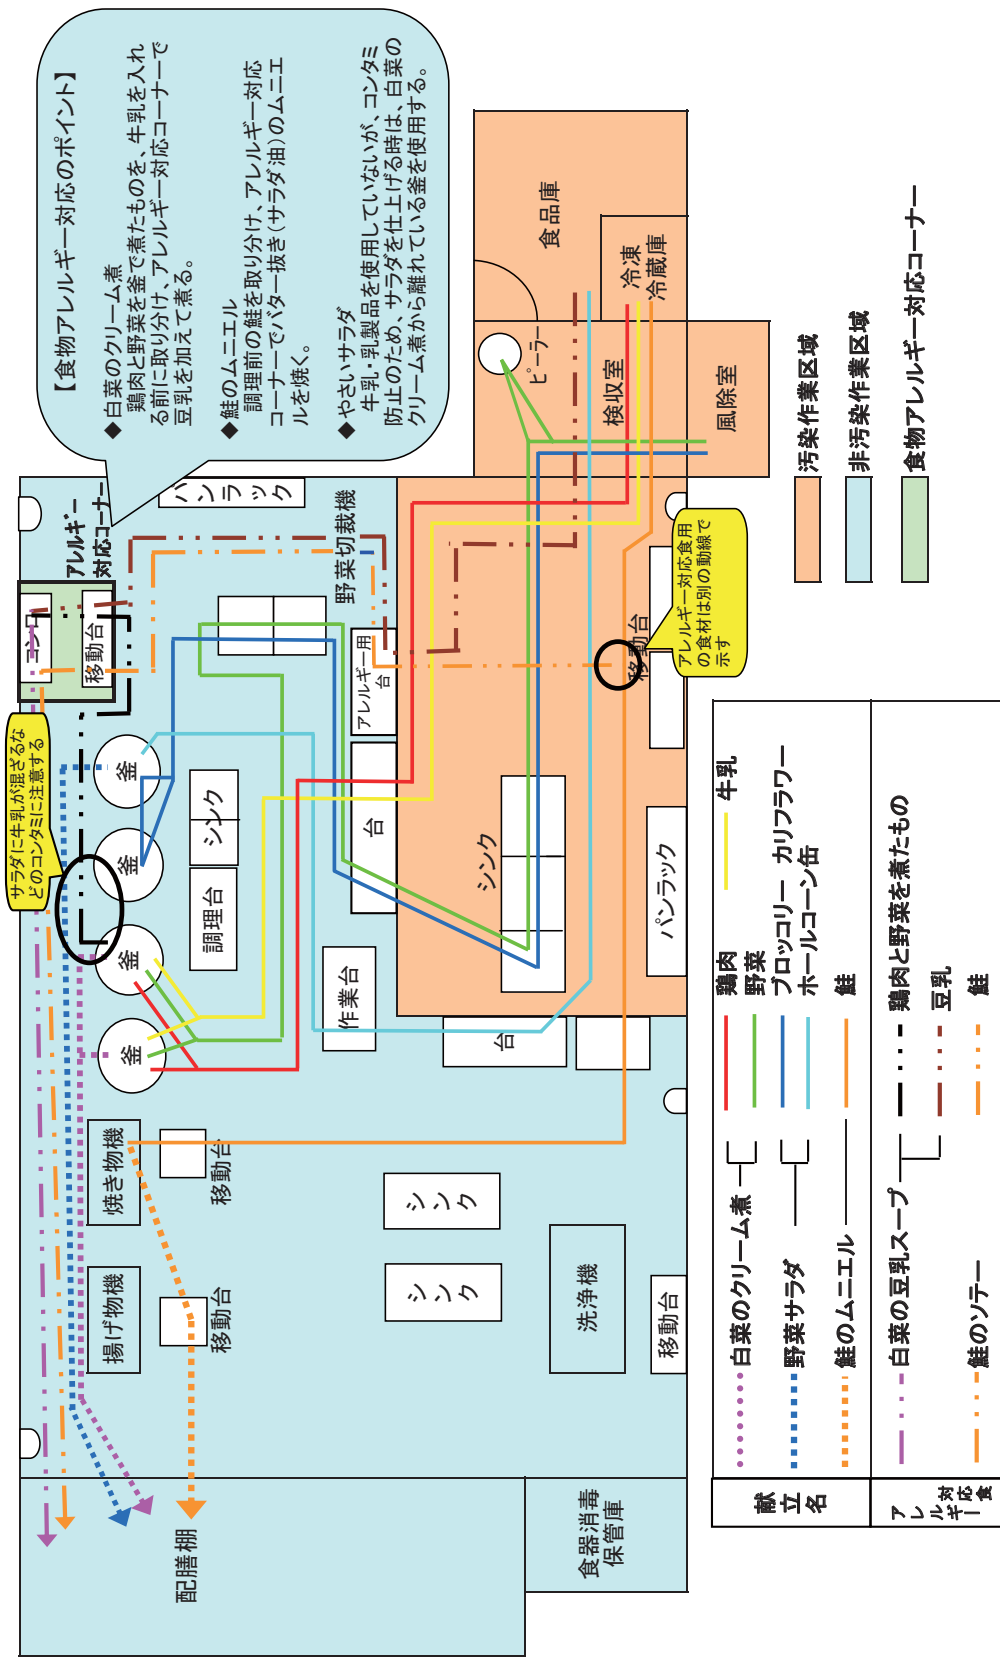 【食物アレルギー対応のポイント】
◆白菜のクリーム煮
鶏肉と野菜を釜で煮たものを、牛乳を入れ
る前に取り分け、アレルギー対応コーナーで
豆乳を加えて煮る。
◆鮭のムニエル
調理前の鮭を取り分け、アレルギー対応
コーナーでバター抜き(サラダ油)のムニエ
ルを焼く。
◆やさいサラダ
牛乳・乳製品を使用していないが、コンタミ
防止のため、サラダを仕上げる時は、白菜の
クリーム煮から離れている釜を使用する。
サラダに牛乳が混ざるな
どのコンタミに注意する
アレルギー
対応コーナー
コンロ
移動台
パンラック
野菜切裁機
アレルギー用
台
釜
釜
釜
釜
シンク
調理台
台
作業台
台
焼き物機
移動台
揚げ物機
移動台
シンク
シンク
洗浄機
移動台
配膳棚
食器消毒
保管庫
シンク
パンラック
移動台
アレルギー対応食用
の食材は別の動線で
示す
食品庫
冷凍
冷蔵庫
ピーラー
検収室
風除室
汚染作業区域
非汚染作業区域
食物アレルギー対応コーナー
献立名
白菜のクリーム煮
鶏肉
牛乳
野菜
野菜サラダ
ブロッコリー カリフラワー
ホールコーン缶
鮭のムニエル
鮭
アレルギー
対応食
白菜の豆乳スープ
鶏肉と野菜を煮たもの
豆乳
鮭のソテー
鮭